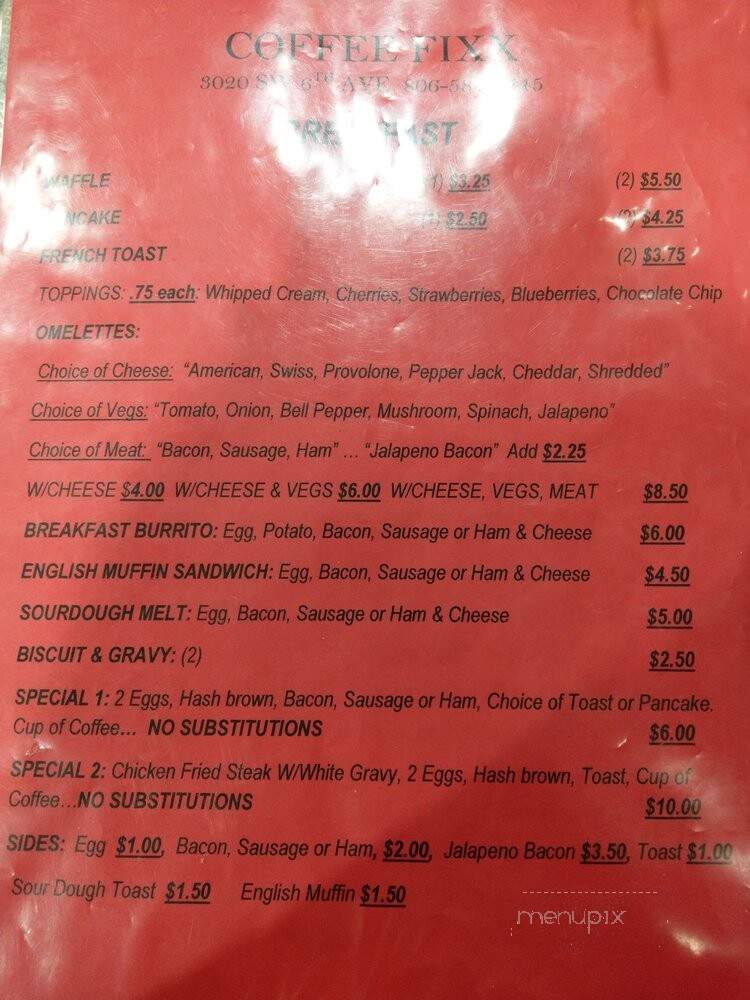 COFFEE FIXX
3020 SW 6TH AVE
BREAKFAST
WAFFLE (1) $3.25 (2) $5.50
PANCAKE (1) $2.50 (2) $4.25
FRENCH TOAST (2) $3.75
TOPPINGS: .75 each: Whipped Cream, Cherries, Strawberries, Blueberries, Chocolate Chip
OMELETTES:
Choice of Cheese: "American, Swiss, Provolone, Pepper Jack, Cheddar, Shredded"
Choice of Vegs: "Tomato, Onion, Bell Pepper, Mushroom, Spinach, Jalapeno"
Choice of Meat: "Bacon, Sausage, Ham" ... "Jalapeno Bacon" Add $2.25
W/CHEESE $4.00 W/CHEESE & VEGS $6.00 W/CHEESE, VEGS, MEAT $8.50
BREAKFAST BURRITO: Egg, Potato, Bacon, Sausage or Ham & Cheese $6.00
ENGLISH MUFFIN SANDWICH: Egg, Bacon, Sausage or Ham & Cheese $4.50
SOURDOUGH MELT: Egg, Bacon, Sausage or Ham & Cheese $5.00
BISCUIT & GRAVY: (2) $2.50
SPECIAL 1: 2 Eggs, Hash brown, Bacon, Sausage or Ham, Choice of Toast or Pancake.
Cup of Coffee... NO SUBSTITUTIONS $6.00
SPECIAL 2: Chicken Fried Steak W/White Gravy, 2 Eggs, Hash brown, Toast, Cup of
Coffee...NO SUBSTITUTIONS $10.00
SIDES: Egg $1.00, Bacon, Sausage or Ham, $2.00, Jalapeno Bacon $3.50, Toast $1.00
Sour Dough Toast $1.50 English Muffin $1.50
menupix